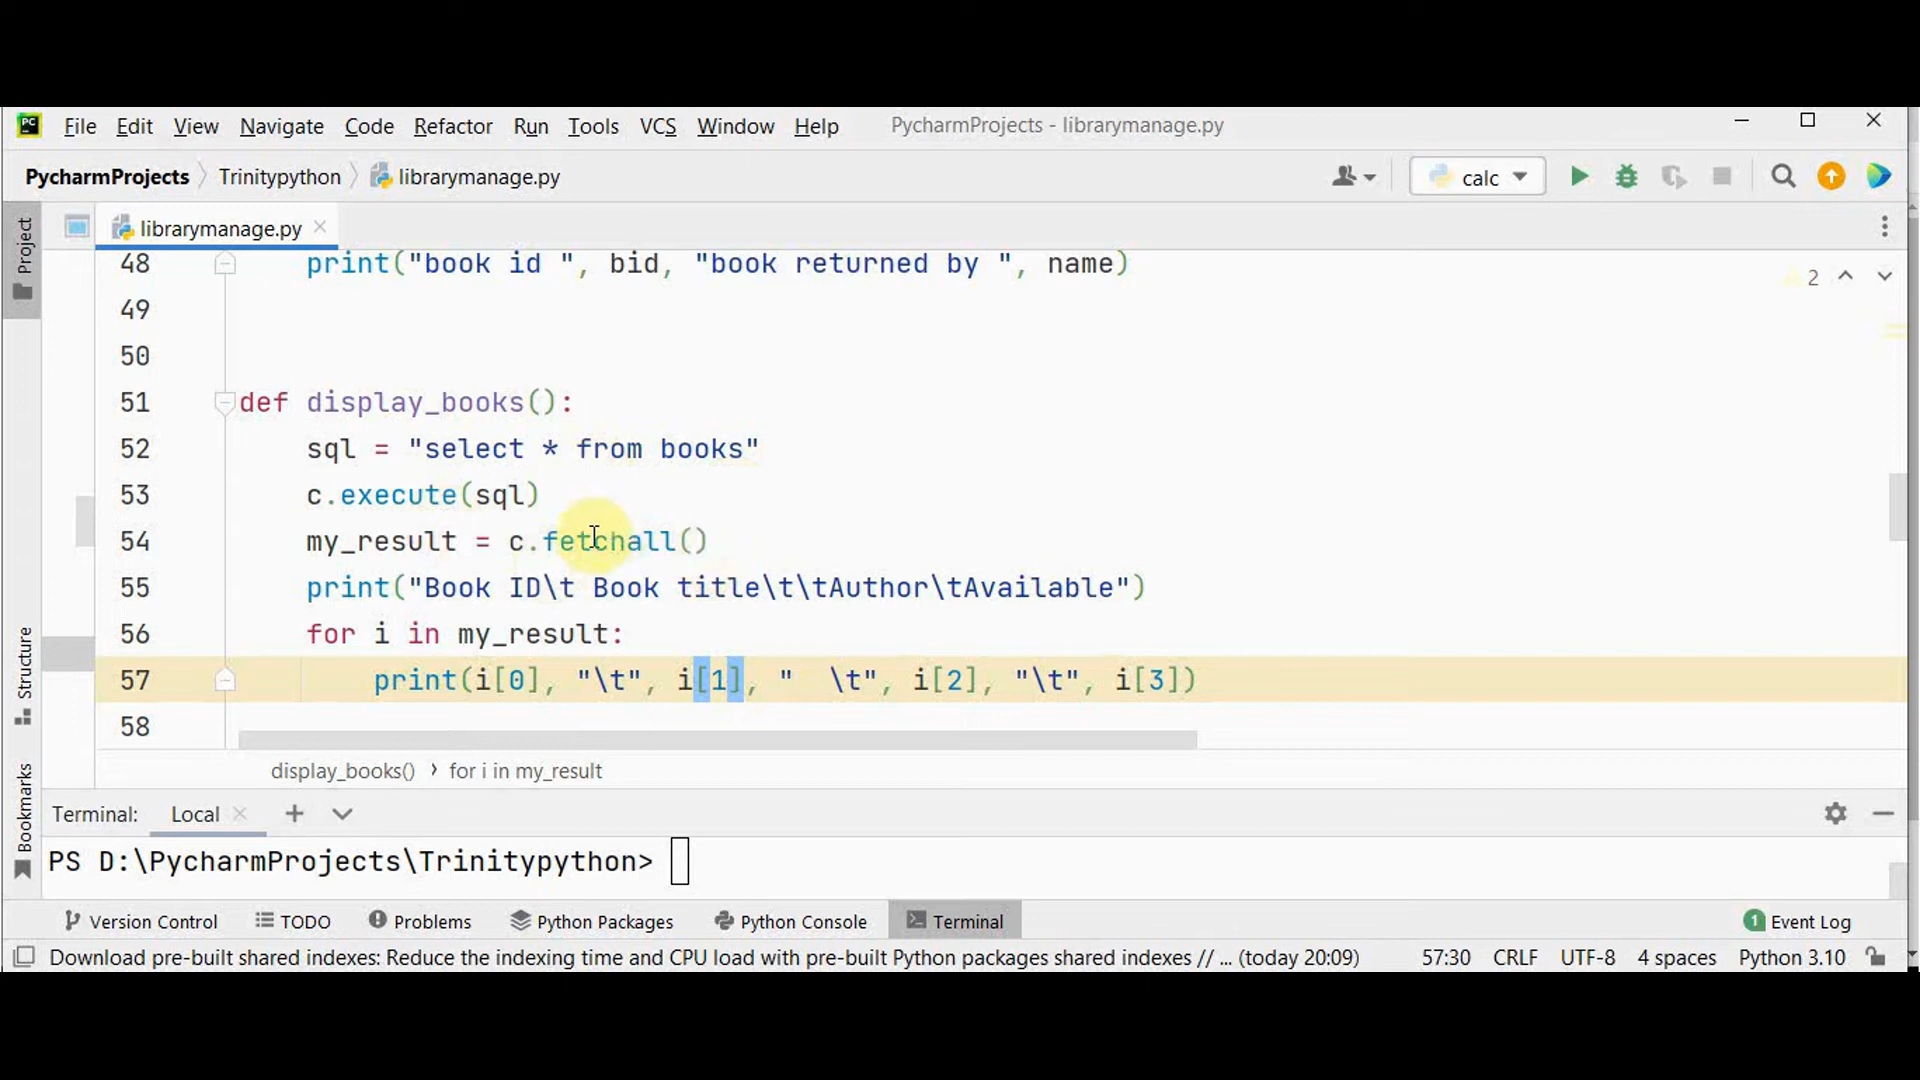 PC File Edit View Navigate Code Refactor Run Tools VCS Window Help PycharmProjects - librarymanage.py
PycharmProjects Trinitypython librarymanage.py calc
Project librarymanage.py
48 print("book id ", bid, "book returned by ", name) 2
49
50
51 def display_books():
52 sql = "select * from books"
53 c.execute(sql)
54 my_result = c.fetchall()
55 print("Book ID\t Book title\t\tAuthor\tAvailable")
56 for i in my_result:
57 print(i[0], "\t", i[1], "  \t", i[2], "\t", i[3])
58
Structure
display_books() › for i in my_result
Bookmarks
Terminal: Local
PS D:\PycharmProjects\Trinitypython>
Version Control TODO Problems Python Packages Python Console Terminal 1 Event Log
Download pre-built shared indexes: Reduce the indexing time and CPU load with pre-built Python packages shared indexes // ... (today 20:09) 57:30 CRLF UTF-8 4 spaces Python 3.10